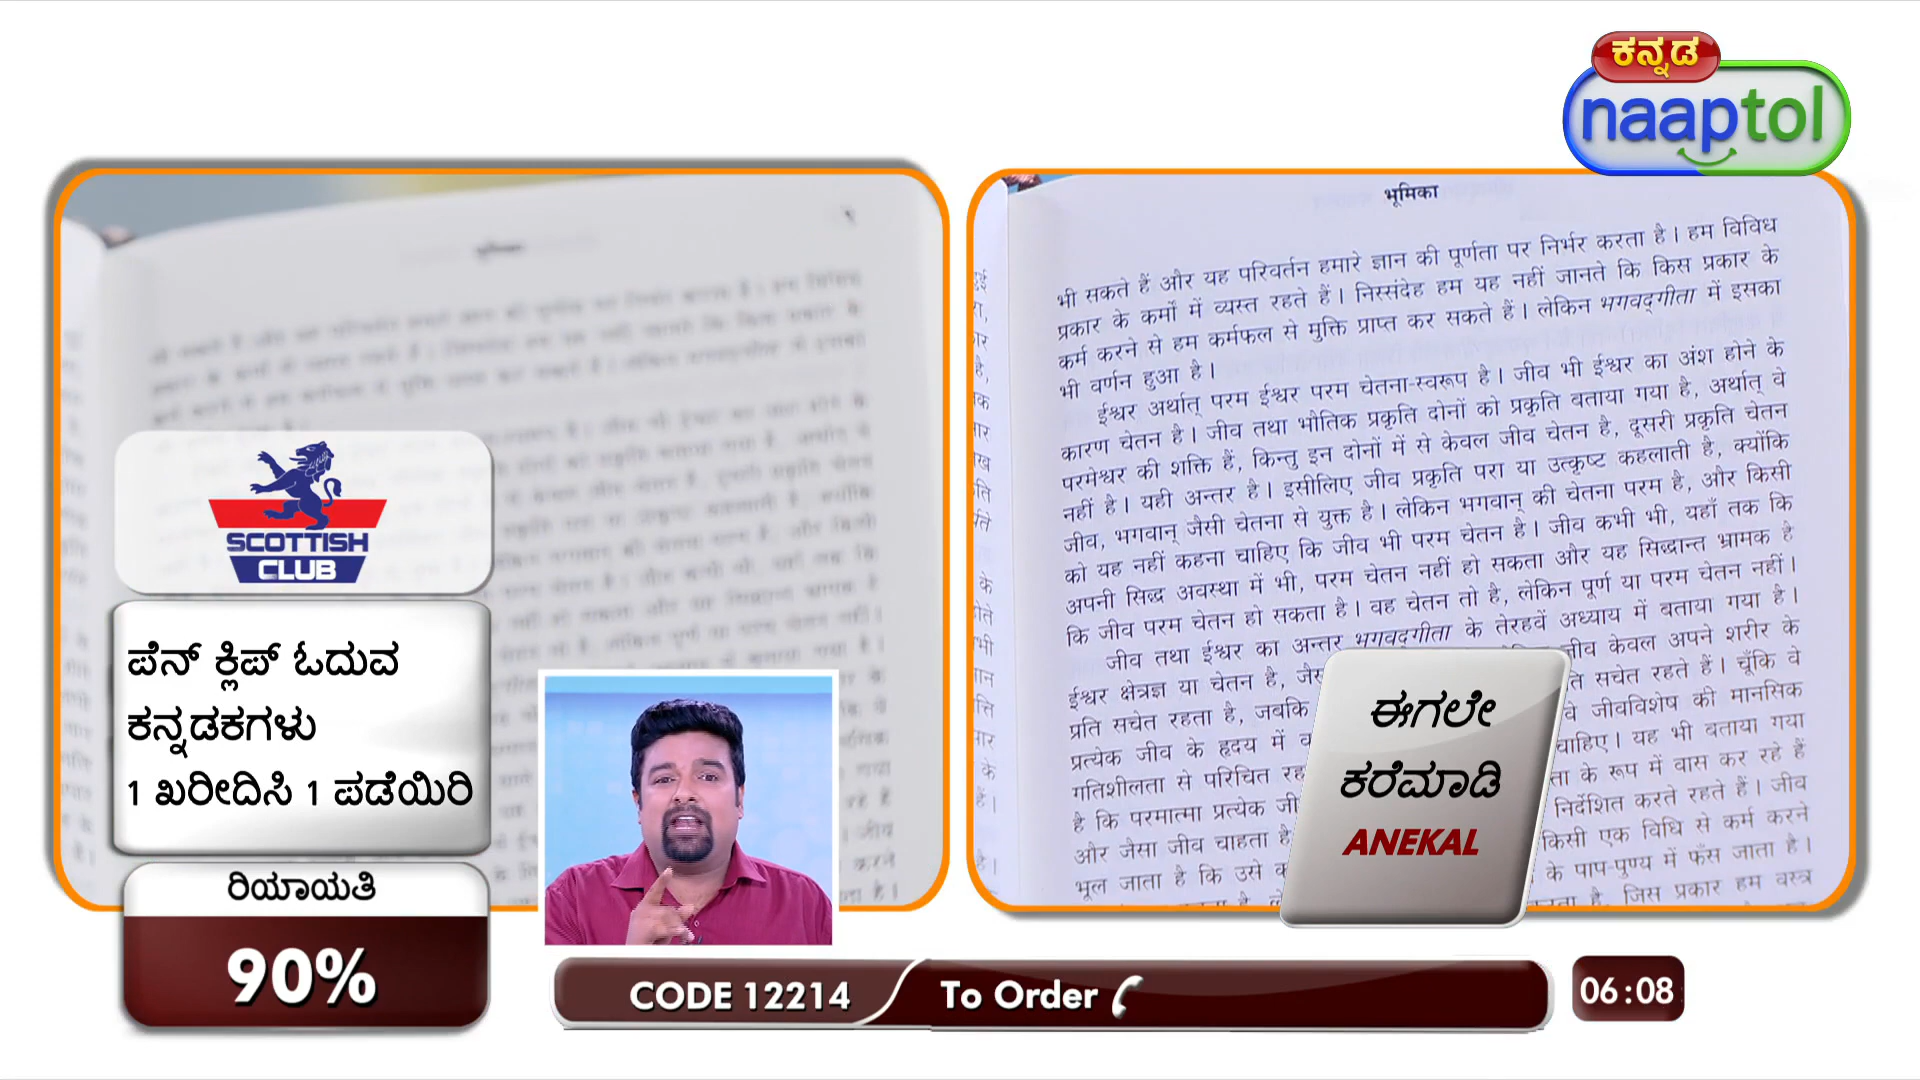 ಕನ್ನಡ
naaptol
भूमिका
भी सकते हैं और यह परिवर्तन हमारे ज्ञान की पूर्णता पर निर्भर करता है। हम विविध
प्रकार के कर्मों में व्यस्त रहते हैं। निस्संदेह हम यह नहीं जानते कि किस प्रकार के
कर्म करने से हम कर्मफल से मुक्ति प्राप्त कर सकते हैं। लेकिन भगवद्‌गीता में इसका
भी वर्णन हुआ है।
ईश्वर अर्थात् परम ईश्वर परम चेतना-स्वरूप है। जीव भी ईश्वर का अंश होने के
कारण चेतन है। जीव तथा भौतिक प्रकृति दोनों को प्रकृति बताया गया है, अर्थात् वे
परमेश्वर की शक्ति हैं, किन्तु इन दोनों में से केवल जीव चेतन है, दूसरी प्रकृति चेतन
नहीं है। यही अन्तर है। इसीलिए जीव प्रकृति परा या उत्कृष्ट कहलाती है, क्योंकि
जीव, भगवान् जैसी चेतना से युक्त है। लेकिन भगवान् की चेतना परम है, और किसी
को यह नहीं कहना चाहिए कि जीव भी परम चेतन है। जीव कभी भी, यहाँ तक कि
अपनी सिद्ध अवस्था में भी, परम चेतन नहीं हो सकता और यह सिद्धान्त भ्रामक है
कि जीव परम चेतन हो सकता है। वह चेतन तो है, लेकिन पूर्ण या परम चेतन नहीं।
जीव तथा ईश्वर का अन्तर भगवद्‌गीता के तेरहवें अध्याय में बताया गया है।
ईश्वर क्षेत्रज्ञ या चेतन है, जीव केवल अपने शरीर के
प्रति सचेत रहता है, जबकि सचेत रहते हैं। चूँकि वे
प्रत्येक जीव के हृदय में जीवविशेष की मानसिक
गतिशीलता से परिचित चाहिए। यह भी बताया गया
है कि परमात्मा प्रत्येक के रूप में वास कर रहे हैं
और जैसा जीव चाहता है निर्देशित करते रहते हैं। जीव
भूल जाता है कि उसे किसी एक विधि से कर्म करने
के पाप-पुण्य में फँस जाता है।
जिस प्रकार हम वस्त्र
SCOTTISH
CLUB
ಪೆನ್ ಕ್ಲಿಪ್ ಓದುವ
ಕನ್ನಡಕಗಳು
1 ಖರೀದಿಸಿ 1 ಪಡೆಯಿರಿ
ರಿಯಾಯತಿ
90%
ಈಗಲೇ
ಕರೆಮಾಡಿ
ANEKAL
CODE 12214
To Order
06:08